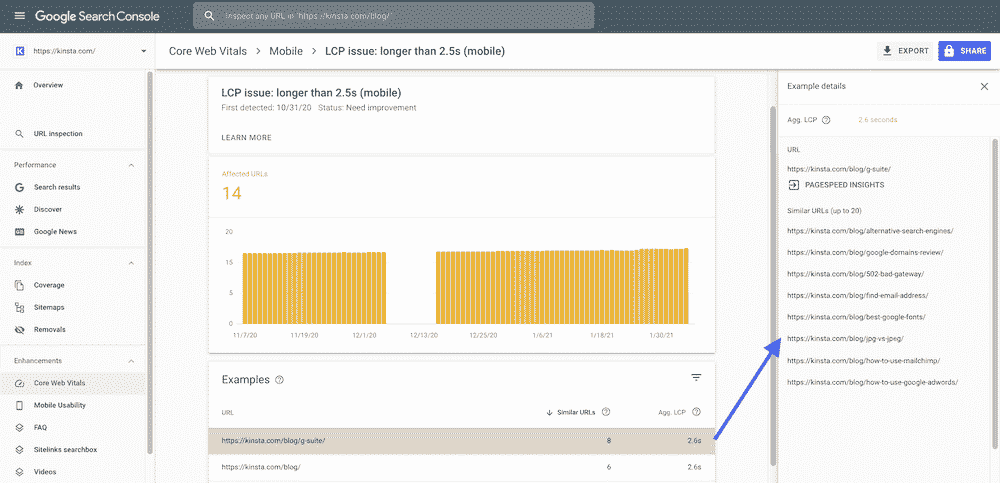 Google Search Console
Inspect any URL in "https://kinsta.com/blog/"
https://kinsta.com/
Core Web Vitals > Mobile > LCP issue: longer than 2.5s (mobile)
EXPORT
SHARE
Overview
URL inspection
Performance
Search results
Discover
Google News
Index
Coverage
Sitemaps
Removals
Enhancements
Core Web Vitals
Mobile Usability
FAQ
Sitelinks searchbox
Videos
LCP issue: longer than 2.5s (mobile)
First detected: 10/31/20 Status: Need improvement
LEARN MORE
Affected URLs
14
20
15
5
0
11/7/20 11/19/20 12/1/20 12/13/20 12/25/20 1/6/21 1/18/21 1/30/21
Examples
URL Similar URLs Agg. LCP
https://kinsta.com/blog/g-suite/ 8 2.6s
https://kinsta.com/blog/ 6 2.6s
Example details
Agg. LCP 2.6 seconds
URL
https://kinsta.com/blog/g-suite/
PAGESPEED INSIGHTS
Similar URLs (up to 20)
https://kinsta.com/blog/alternative-search-engines/
https://kinsta.com/blog/google-domains-review/
https://kinsta.com/blog/502-bad-gateway/
https://kinsta.com/blog/find-email-address/
https://kinsta.com/blog/best-google-fonts/
https://kinsta.com/blog/jpg-vs-jpeg/
https://kinsta.com/blog/how-to-use-mailchimp/
https://kinsta.com/blog/how-to-use-google-adwords/